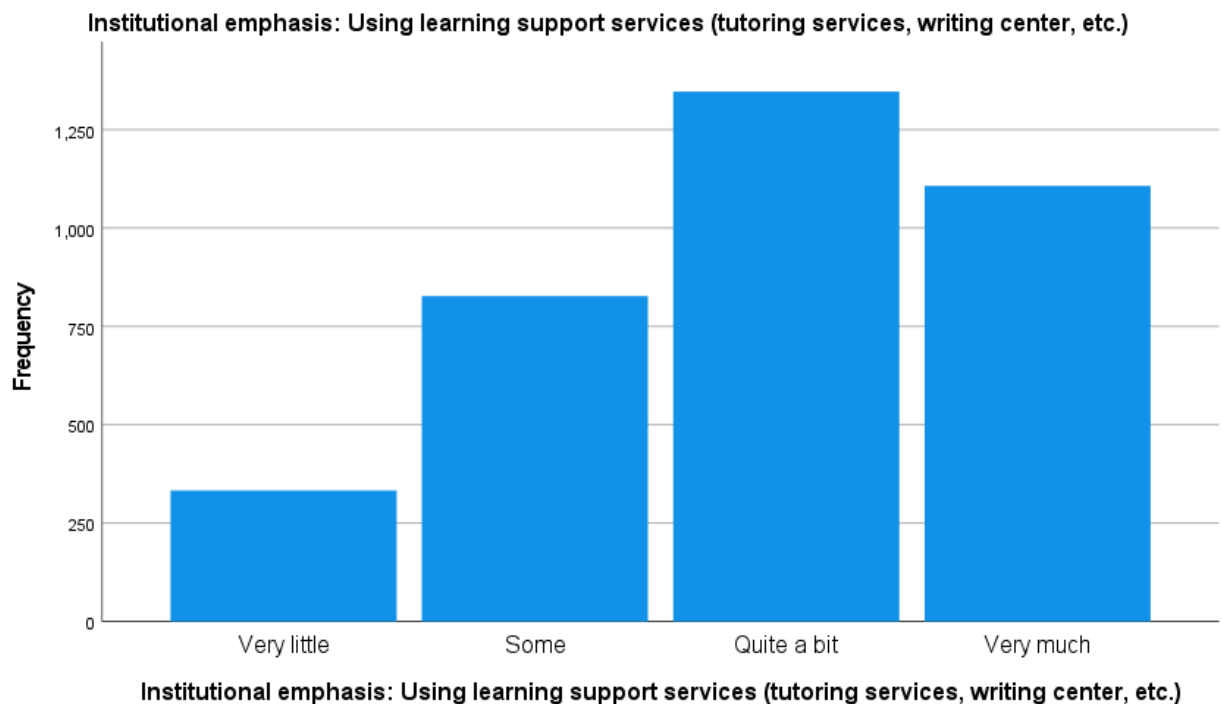 Institutional emphasis: Using learning support services (tutoring services, writing center, etc.)
1,250
1,000
750
500
250
0
Frequency
Very little
Some
Quite a bit
Very much
Institutional emphasis: Using learning support services (tutoring services, writing center, etc.)